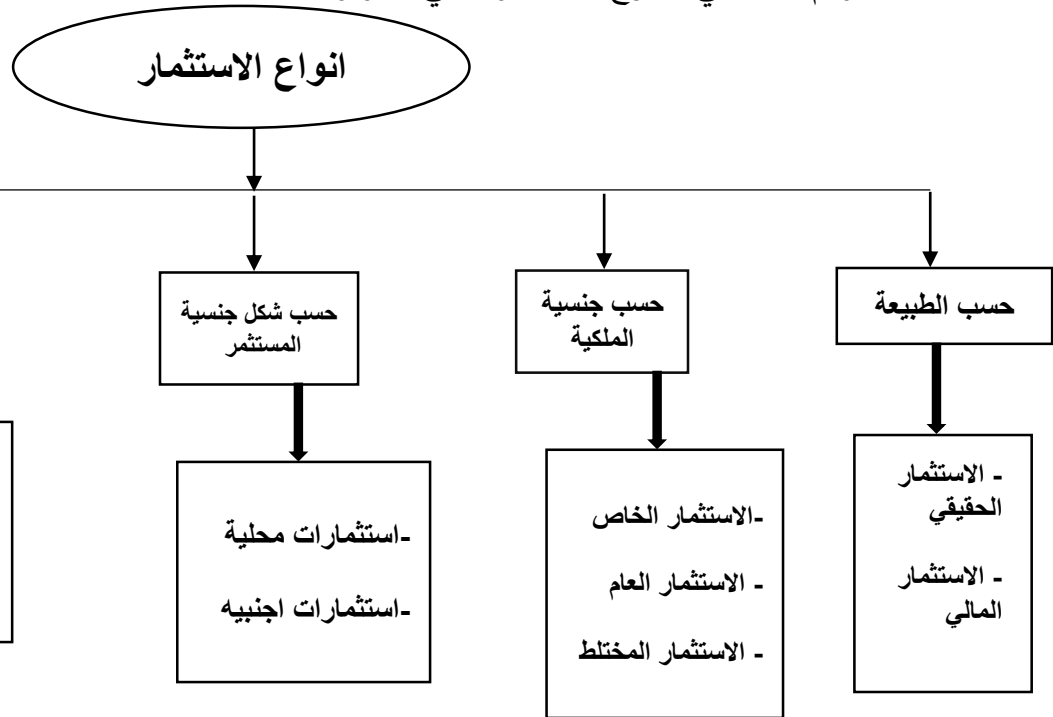 انواع الاستثمار
حسب الطبيعة
حسب جنسية
الملكية
حسب شكل جنسية
المستثمر
- الاستثمار
الحقيقي
- الاستثمار
المالي
-الاستثمار الخاص
- الاستثمار العام
- الاستثمار المختلط
-استثمارات محلية
-استثمارات اجنبيه